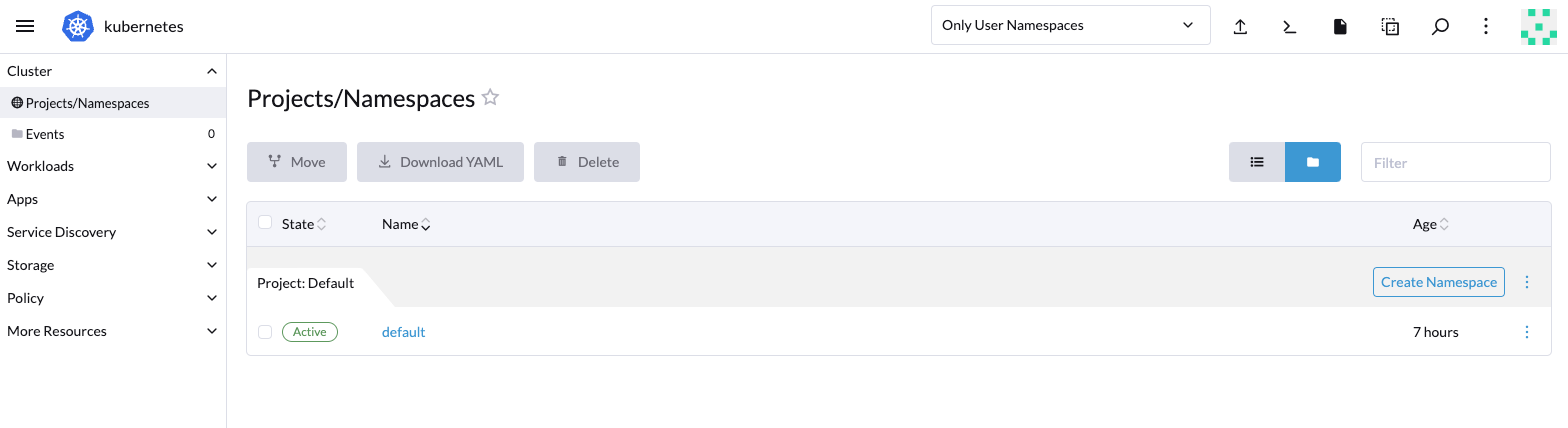 kubernetes
Only User Namespaces
Cluster
Projects/Namespaces
Events 0
Workloads
Apps
Service Discovery
Storage
Policy
More Resources
Projects/Namespaces
Move Download YAML Delete
Filter
State Name Age
Project: Default Create Namespace
Active default 7 hours